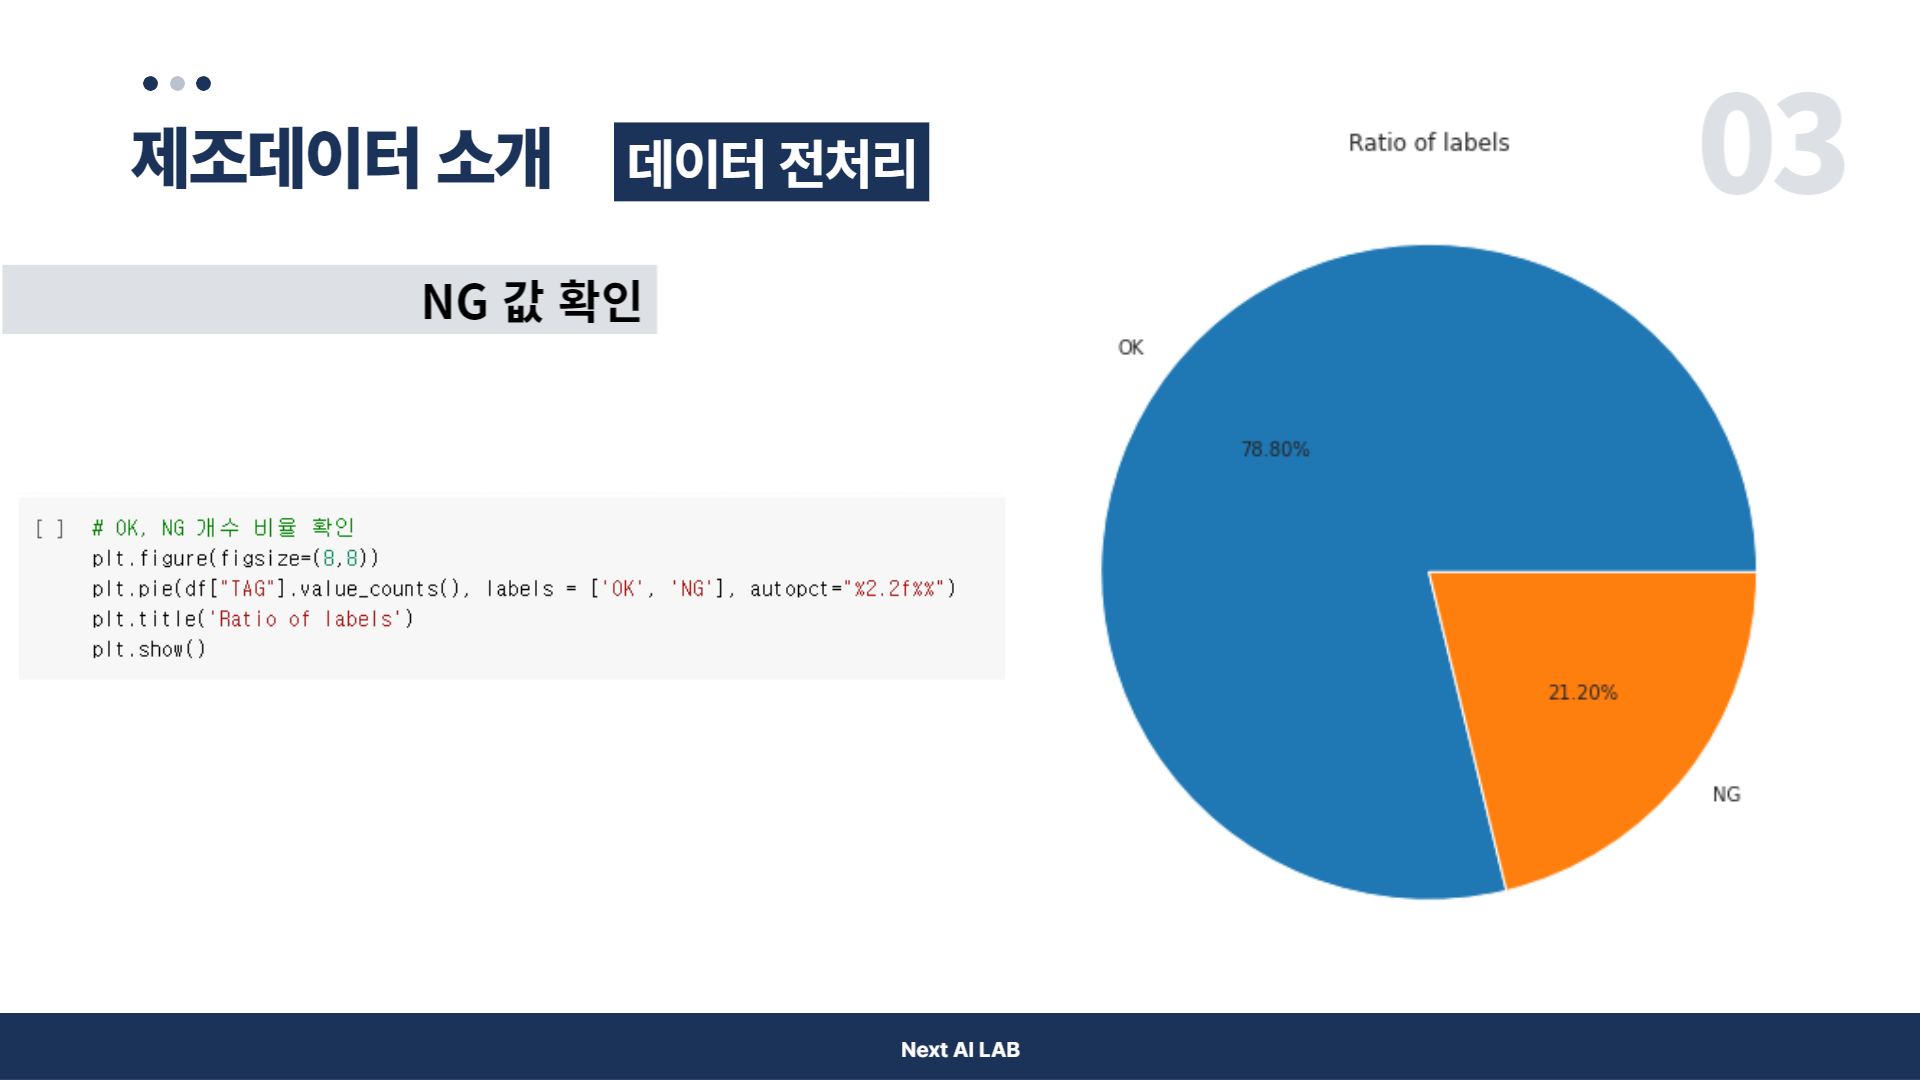 제조데이터 소개
데이터 전처리
03
NG 값 확인
[ ] # OK, NG 개수 비율 확인
plt.figure(figsize=(8,8))
plt.pie(df["TAG"].value_counts(), labels = ['OK', 'NG'], autopct="%2.2f%%")
plt.title('Ratio of labels')
plt.show()
Ratio of labels
OK
78.80%
21.20%
NG
Next AI LAB